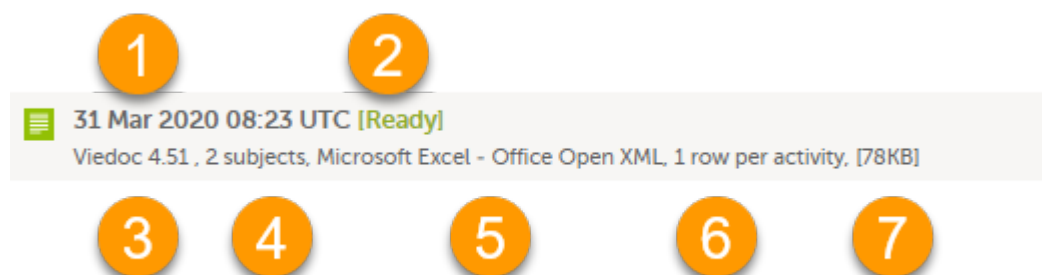 1 2
31 Mar 2020 08:23 UTC [Ready]
Viedoc 4.51 , 2 subjects, Microsoft Excel - Office Open XML, 1 row per activity, [78KB]
3 4 5 6 7